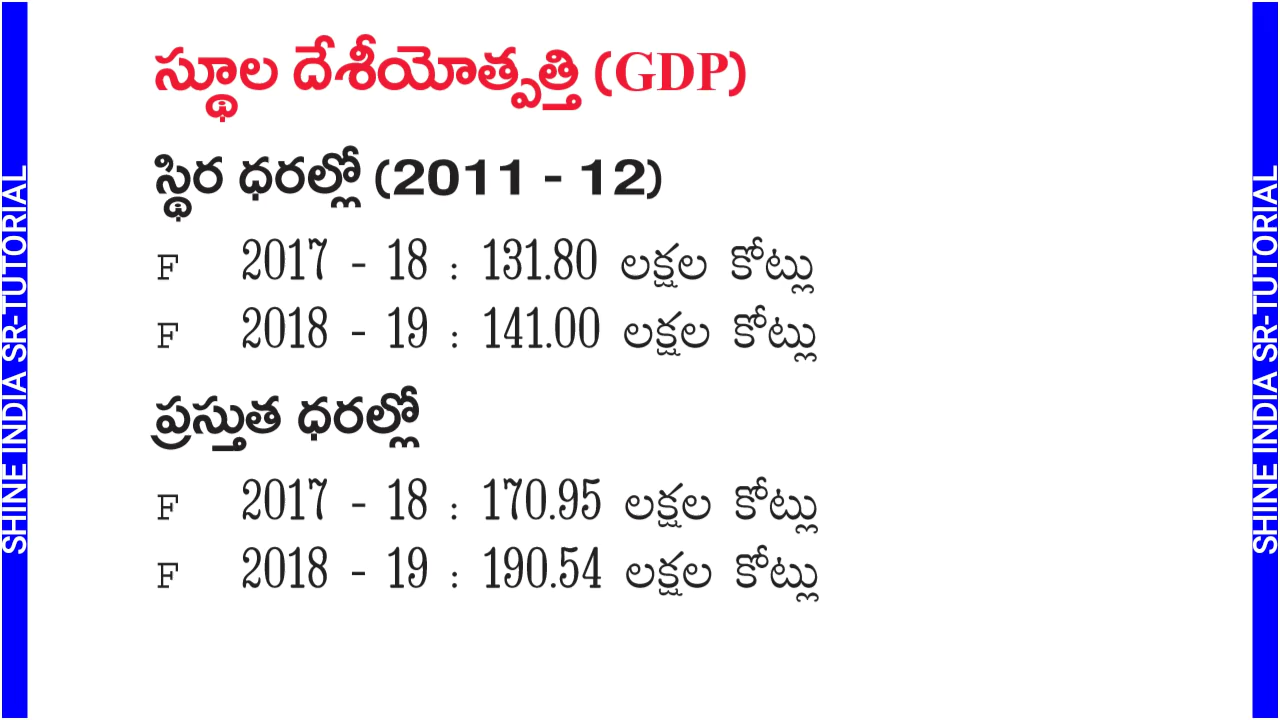 స్థూల దేశీయోత్పత్తి (GDP)
స్థిర ధరల్లో (2011 - 12)
F 2017 - 18 : 131.80 లక్షల కోట్లు
F 2018 - 19 : 141.00 లక్షల కోట్లు
ప్రస్తుత ధరల్లో
F 2017 - 18 : 170.95 లక్షల కోట్లు
F 2018 - 19 : 190.54 లక్షల కోట్లు
SHINE INDIA SR-TUTORIAL
SHINE INDIA SR-TUTORIAL